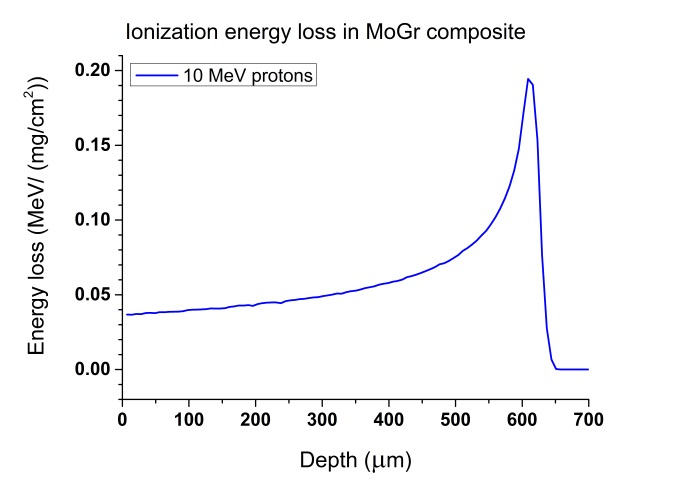 Ionization energy loss in MoGr composite
10 MeV protons
Energy loss (MeV/ (mg/cm²))
0.20
0.15
0.10
0.05
0.00
0 100 200 300 400 500 600 700
Depth (μm)